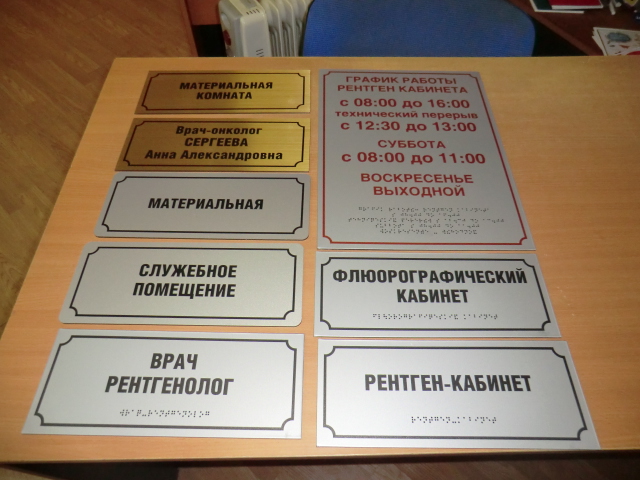 МАТЕРИАЛЬНАЯ
КОМНАТА
Врач-онколог
СЕРГЕЕВА
Анна Александровна
МАТЕРИАЛЬНАЯ
СЛУЖЕБНОЕ
ПОМЕЩЕНИЕ
ВРАЧ
РЕНТГЕНОЛОГ
ГРАФИК РАБОТЫ
РЕНТГЕН КАБИНЕТА
с 08:00 до 16:00
технический перерыв
с 12:30 до 13:00
СУББОТА
с 08:00 до 11:00
ВОСКРЕСЕНЬЕ
ВЫХОДНОЙ
ФЛЮОРОГРАФИЧЕСКИЙ
КАБИНЕТ
РЕНТГЕН-КАБИНЕТ